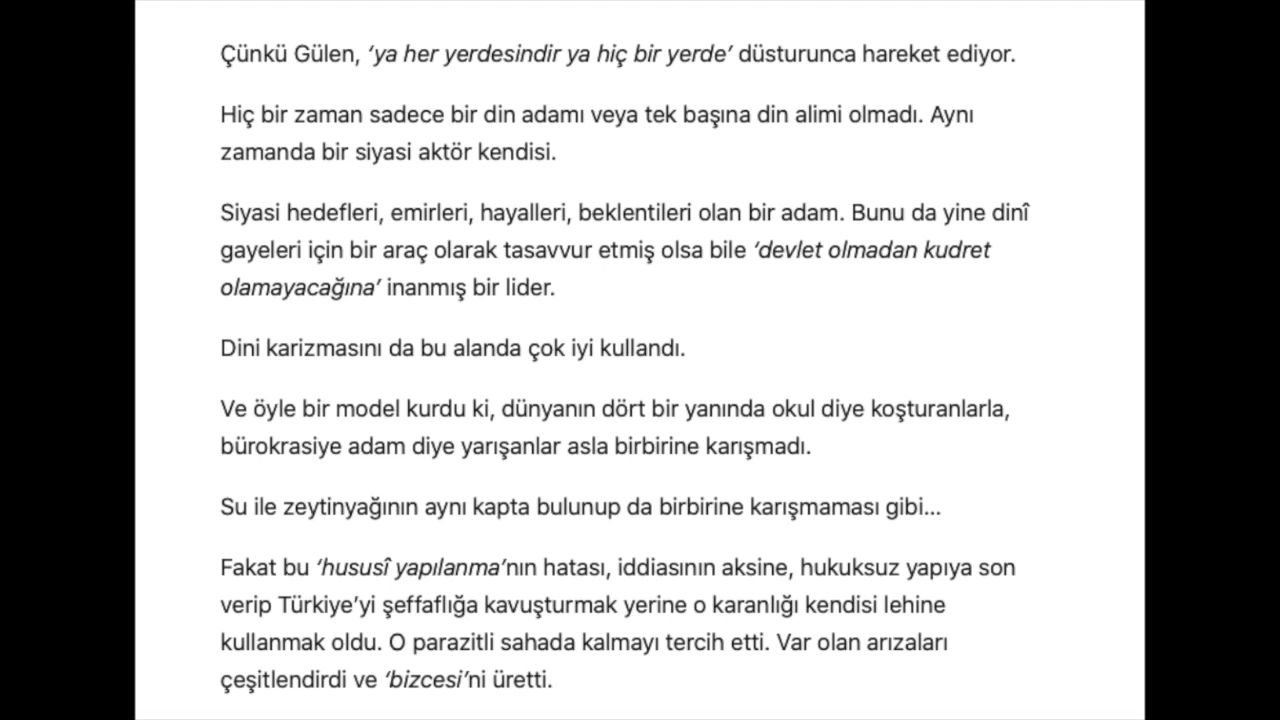 Çünkü Gülen, ‘ya her yerdesindir ya hiç bir yerde’ düsturunca hareket ediyor.
Hiç bir zaman sadece bir din adamı veya tek başına din alimi olmadı. Aynı
zamanda bir siyasi aktör kendisi.
Siyasi hedefleri, emirleri, hayalleri, beklentileri olan bir adam. Bunu da yine dinî
gayeleri için bir araç olarak tasavvur etmiş olsa bile ‘devlet olmadan kudret
olamayacağına’ inanmış bir lider.
Dini karizmasını da bu alanda çok iyi kullandı.
Ve öyle bir model kurdu ki, dünyanın dört bir yanında okul diye koşturanlarla,
bürokrasiye adam diye yarışanlar asla birbirine karışmadı.
Su ile zeytinyağının aynı kapta bulunup da birbirine karışmaması gibi...
Fakat bu ‘hususî yapılanma’nın hatası, iddiasının aksine, hukuksuz yapıya son
verip Türkiye’yi şeffaflığa kavuşturmak yerine o karanlığı kendisi lehine
kullanmak oldu. O parazitli sahada kalmayı tercih etti. Var olan arızaları
çeşitlendirdi ve ‘bizcesi’ni üretti.